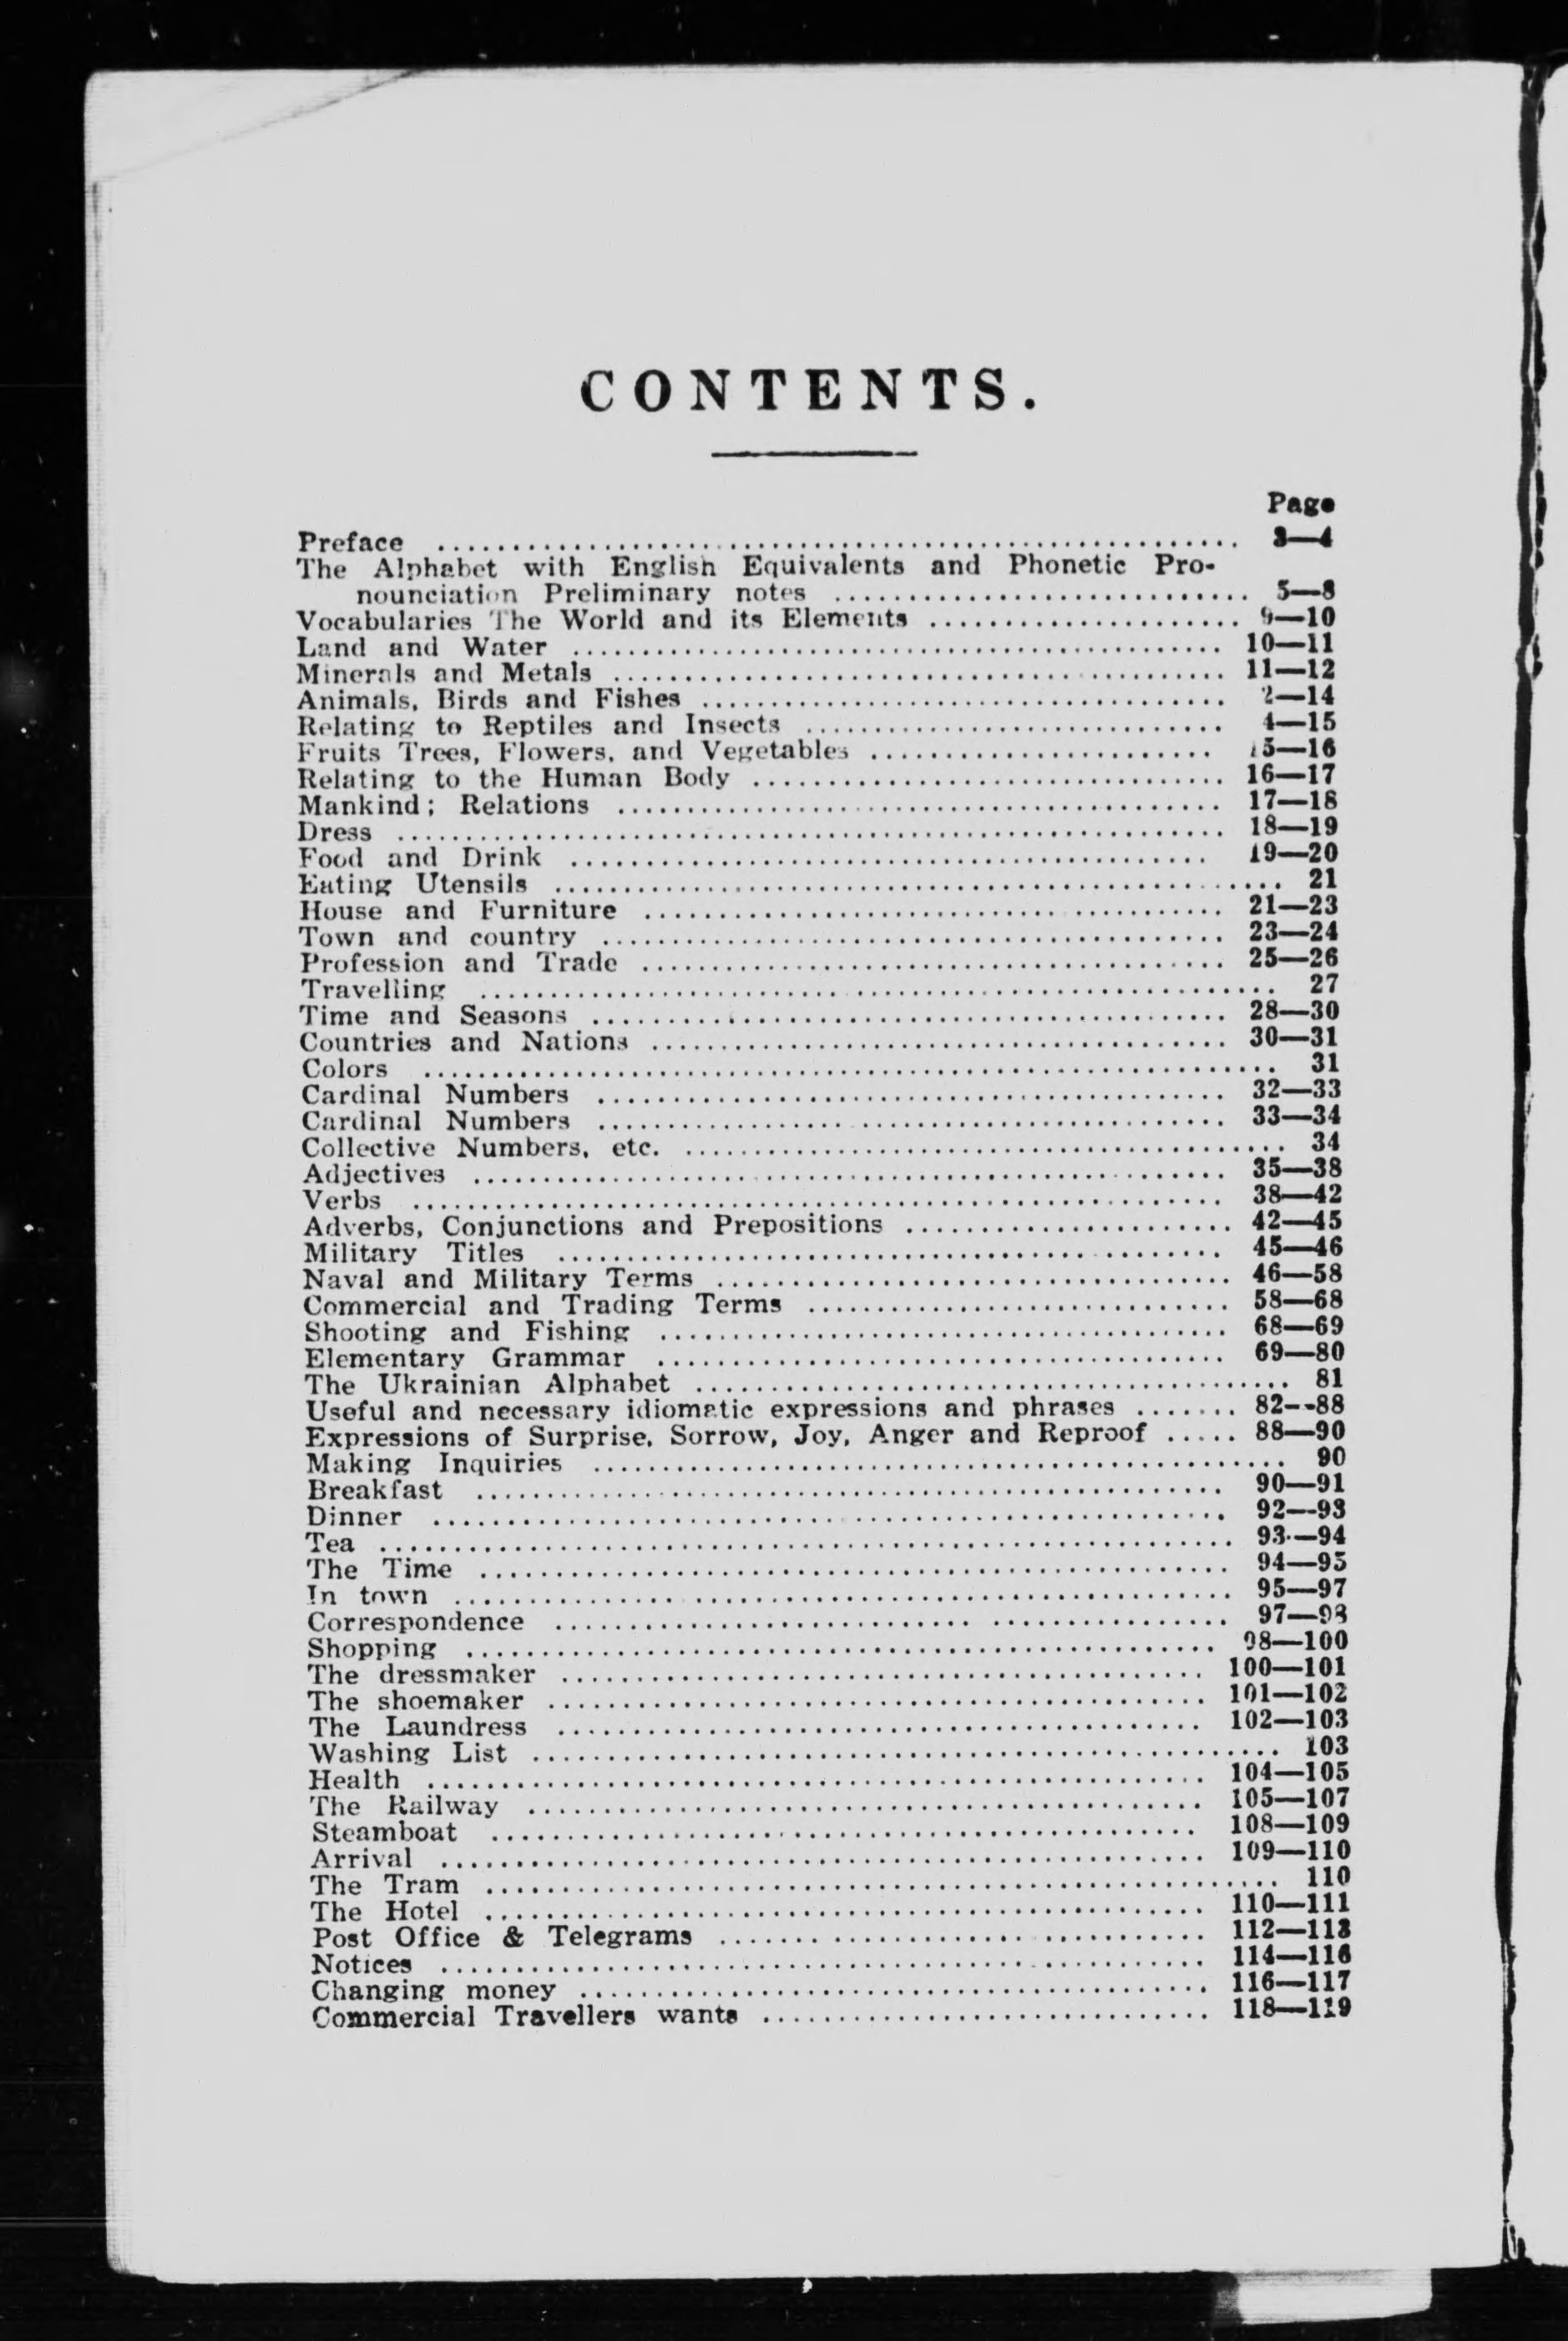 CONTENTS.
Page
Preface ........ 3—4
The Alphabet with English Equivalents and Phonetic Pro-
nounciation Preliminary notes ........ 5—8
Vocabularies The World and its Elements ........ 9—10
Land and Water ........ 10—11
Minerals and Metals ........ 11—12
Animals, Birds and Fishes ........ 2—14
Relating to Reptiles and Insects ........ 4—15
Fruits Trees, Flowers, and Vegetables ........ 15—16
Relating to the Human Body ........ 16—17
Mankind; Relations ........ 17—18
Dress ........ 18—19
Food and Drink ........ 19—20
Eating Utensils ........ 21
House and Furniture ........ 21—23
Town and country ........ 23—24
Profession and Trade ........ 25—26
Travelling ........ 27
Time and Seasons ........ 28—30
Countries and Nations ........ 30—31
Colors ........ 31
Cardinal Numbers ........ 32—33
Cardinal Numbers ........ 33—34
Collective Numbers, etc. ........ 34
Adjectives ........ 35—38
Verbs ........ 38—42
Adverbs, Conjunctions and Prepositions ........ 42—45
Military Titles ........ 45—46
Naval and Military Terms ........ 46—58
Commercial and Trading Terms ........ 58—68
Shooting and Fishing ........ 68—69
Elementary Grammar ........ 69—80
The Ukrainian Alphabet ........ 81
Useful and necessary idiomatic expressions and phrases ....... 82--88
Expressions of Surprise, Sorrow, Joy, Anger and Reproof ..... 88—90
Making Inquiries ........ 90
Breakfast ........ 90—91
Dinner ........ 92—93
Tea ........ 93—94
The Time ........ 94—95
In town ........ 95—97
Correspondence ........ 97—98
Shopping ........ 98—100
The dressmaker ........ 100—101
The shoemaker ........ 101—102
The Laundress ........ 102—103
Washing List ........ 103
Health ........ 104—105
The Railway ........ 105—107
Steamboat ........ 108—109
Arrival ........ 109—110
The Tram ........ 110
The Hotel ........ 110—111
Post Office & Telegrams ........ 112—113
Notices ........ 114—116
Changing money ........ 116—117
Commercial Travellers wants ........ 118—119